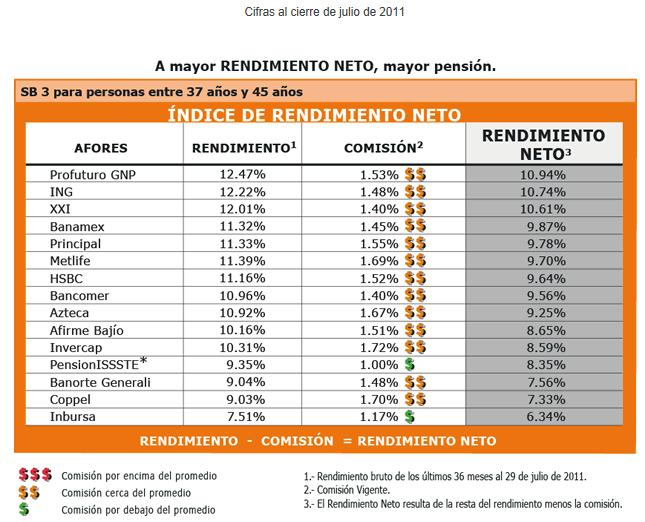 Cifras al cierre de julio de 2011
A mayor RENDIMIENTO NETO, mayor pensión.
SB 3 para personas entre 37 años y 45 años
ÍNDICE DE RENDIMIENTO NETO
AFORES RENDIMIENTO1 COMISIÓN2 RENDIMIENTO NETO3
Profuturo GNP 12.47% 1.53% $$ 10.94%
ING 12.22% 1.48% $$ 10.74%
XXI 12.01% 1.40% $$ 10.61%
Banamex 11.32% 1.45% $$ 9.87%
Principal 11.33% 1.55% $$ 9.78%
Metlife 11.39% 1.69% $$ 9.70%
HSBC 11.16% 1.52% $$ 9.64%
Bancomer 10.96% 1.40% $$ 9.56%
Azteca 10.92% 1.67% $$ 9.25%
Afirme Bajío 10.16% 1.51% $$ 8.65%
Invercap 10.31% 1.72% $$ 8.59%
PensionISSSTE* 9.35% 1.00% $ 8.35%
Banorte Generali 9.04% 1.48% $$ 7.56%
Coppel 9.03% 1.70% $$ 7.33%
Inbursa 7.51% 1.17% $ 6.34%
RENDIMIENTO - COMISIÓN = RENDIMIENTO NETO
$$$ Comisión por encima del promedio
$$ Comisión cerca del promedio
$ Comisión por debajo del promedio
1.- Rendimiento bruto de los últimos 36 meses al 29 de julio de 2011.
2.- Comisión Vigente.
3.- El Rendimiento Neto resulta de la resta del rendimiento menos la comisión.